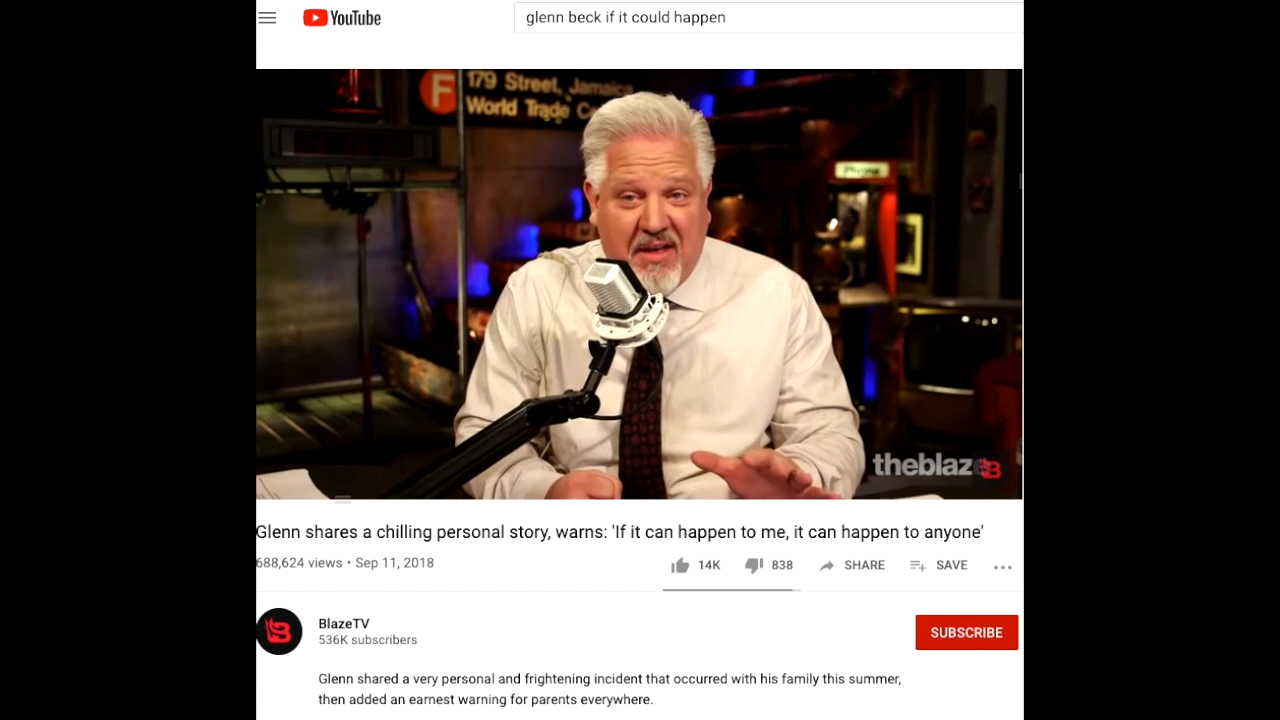 YouTube
glenn beck if it could happen
F
179 Street, Jamaica
World Trade
Phone
theblaze
Glenn shares a chilling personal story, warns: 'If it can happen to me, it can happen to anyone'
688,624 views • Sep 11, 2018
14K
838
SHARE
SAVE
BlazeTV
536K subscribers
SUBSCRIBE
Glenn shared a very personal and frightening incident that occurred with his family this summer,
then added an earnest warning for parents everywhere.